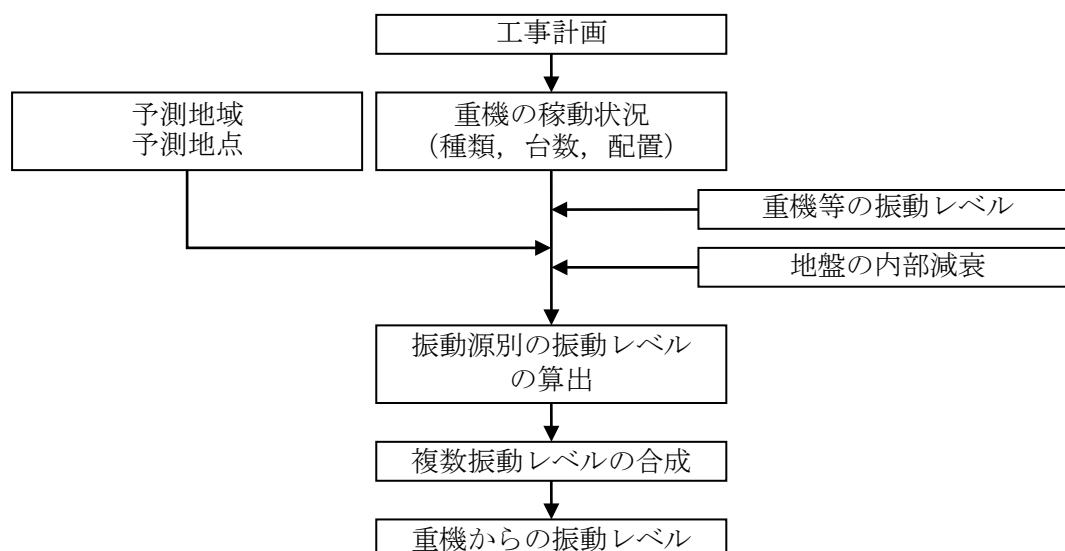 工事計画
予測地域
予測地点
重機の稼動状況
（種類，台数，配置）
重機等の振動レベル
地盤の内部減衰
振動源別の振動レベル
の算出
複数振動レベルの合成
重機からの振動レベル